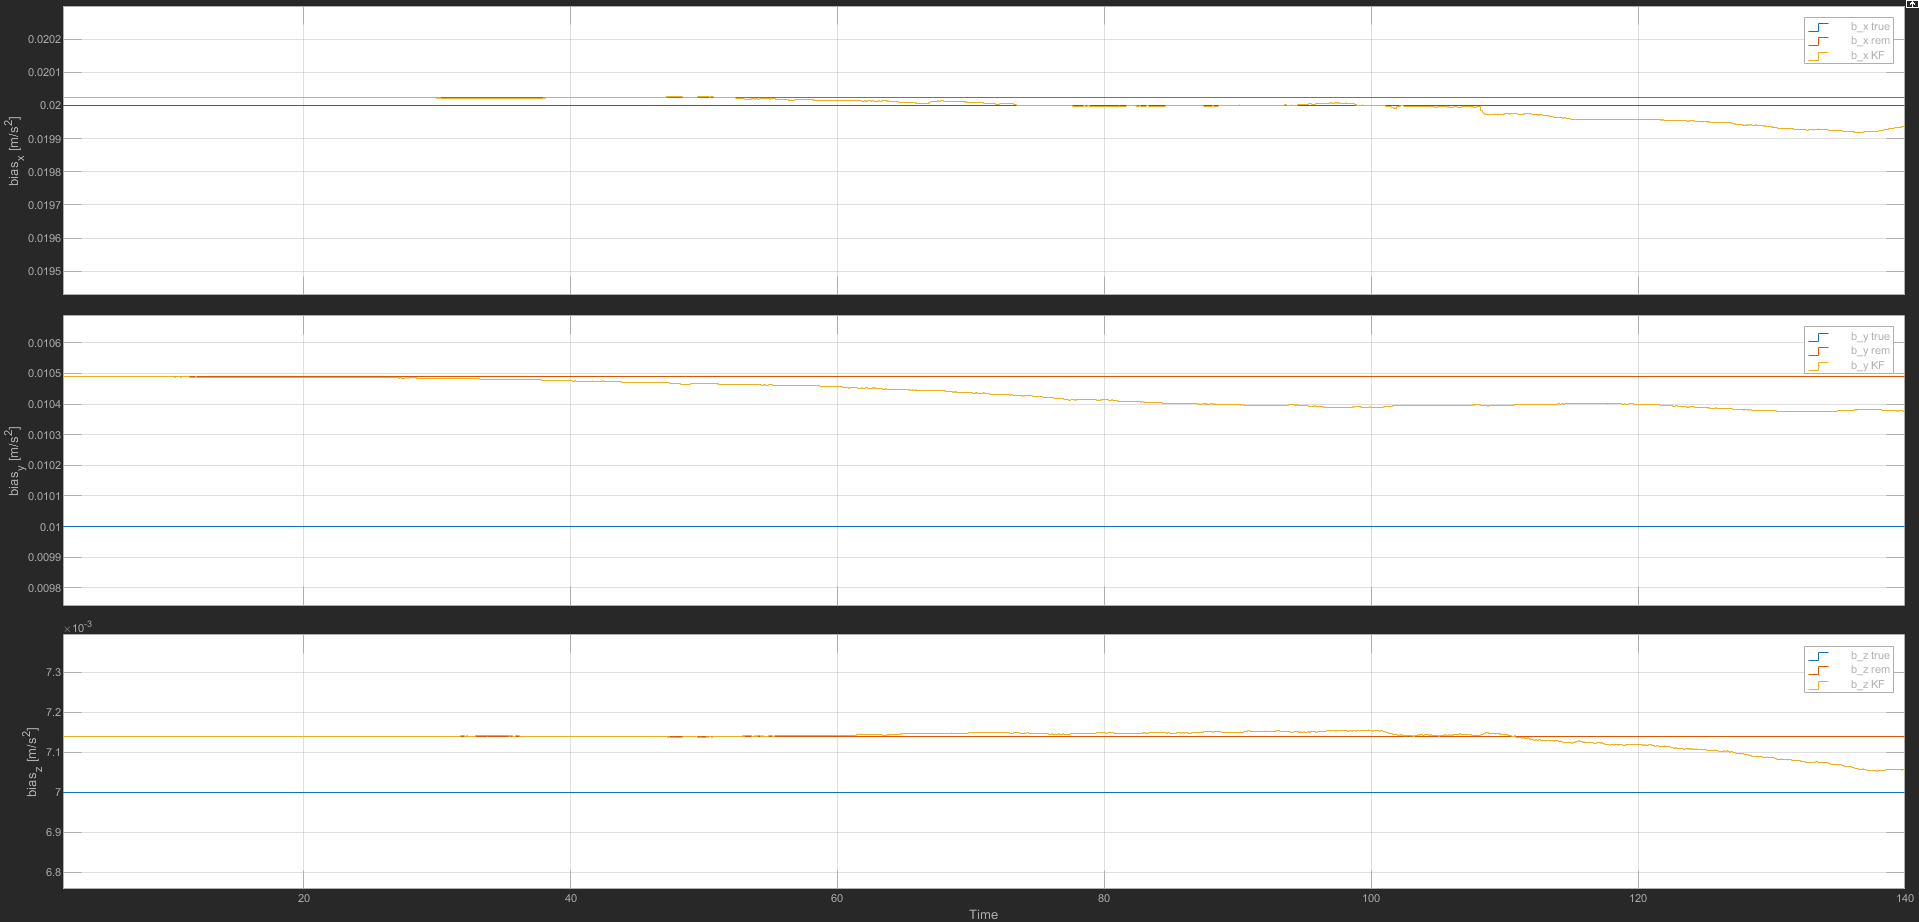 0.0202
0.0201
0.02
0.0199
0.0198
0.0197
0.0196
0.0195
bias_x [m/s^2]
b_x true
b_x rem
b_x KF
0.0106
0.0105
0.0104
0.0103
0.0102
0.0101
0.01
0.0099
0.0098
bias_y [m/s^2]
b_y true
b_y rem
b_y KF
×10^-3
7.3
7.2
7.1
7
6.9
6.8
bias_z [m/s^2]
b_z true
b_z rem
b_z KF
20 40 60 80 100 120 140
Time